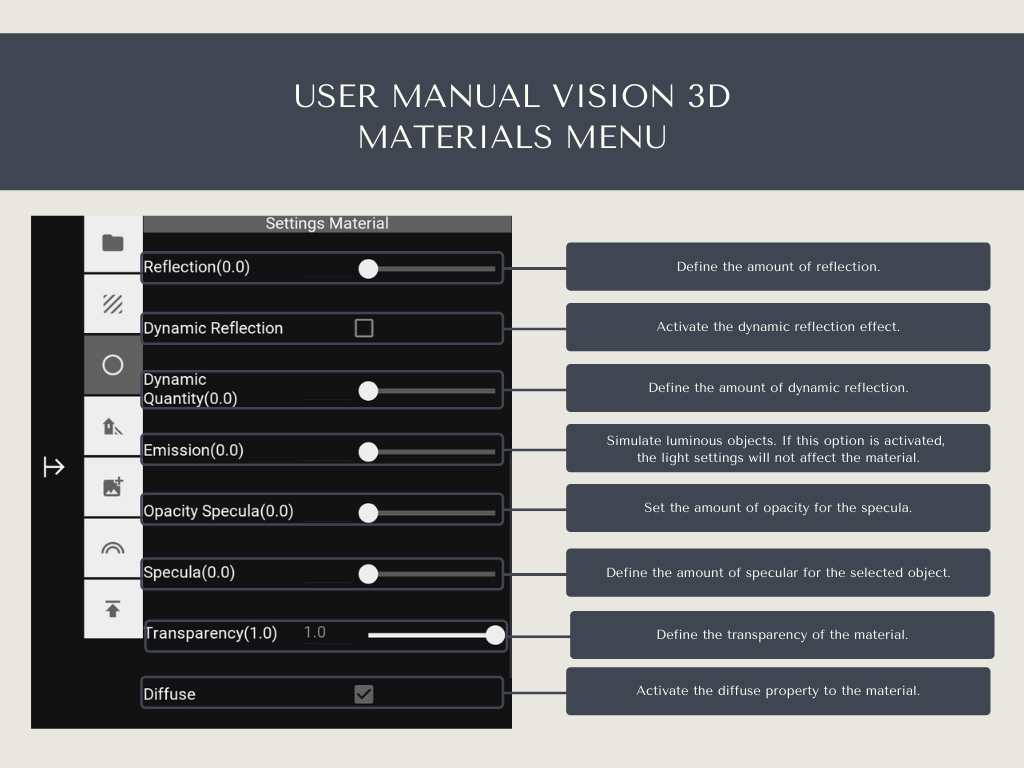 USER MANUAL VISION 3D
MATERIALS MENU
Settings Material
Reflection(0.0)
Define the amount of reflection.
Dynamic Reflection
Activate the dynamic reflection effect.
Dynamic
Quantity(0.0)
Define the amount of dynamic reflection.
Emission(0.0)
Simulate luminous objects. If this option is activated,
the light settings will not affect the material.
Opacity Specula(0.0)
Set the amount of opacity for the specula.
Specula(0.0)
Define the amount of specular for the selected object.
Transparency(1.0) 1.0
Define the transparency of the material.
Diffuse
Activate the diffuse property to the material.